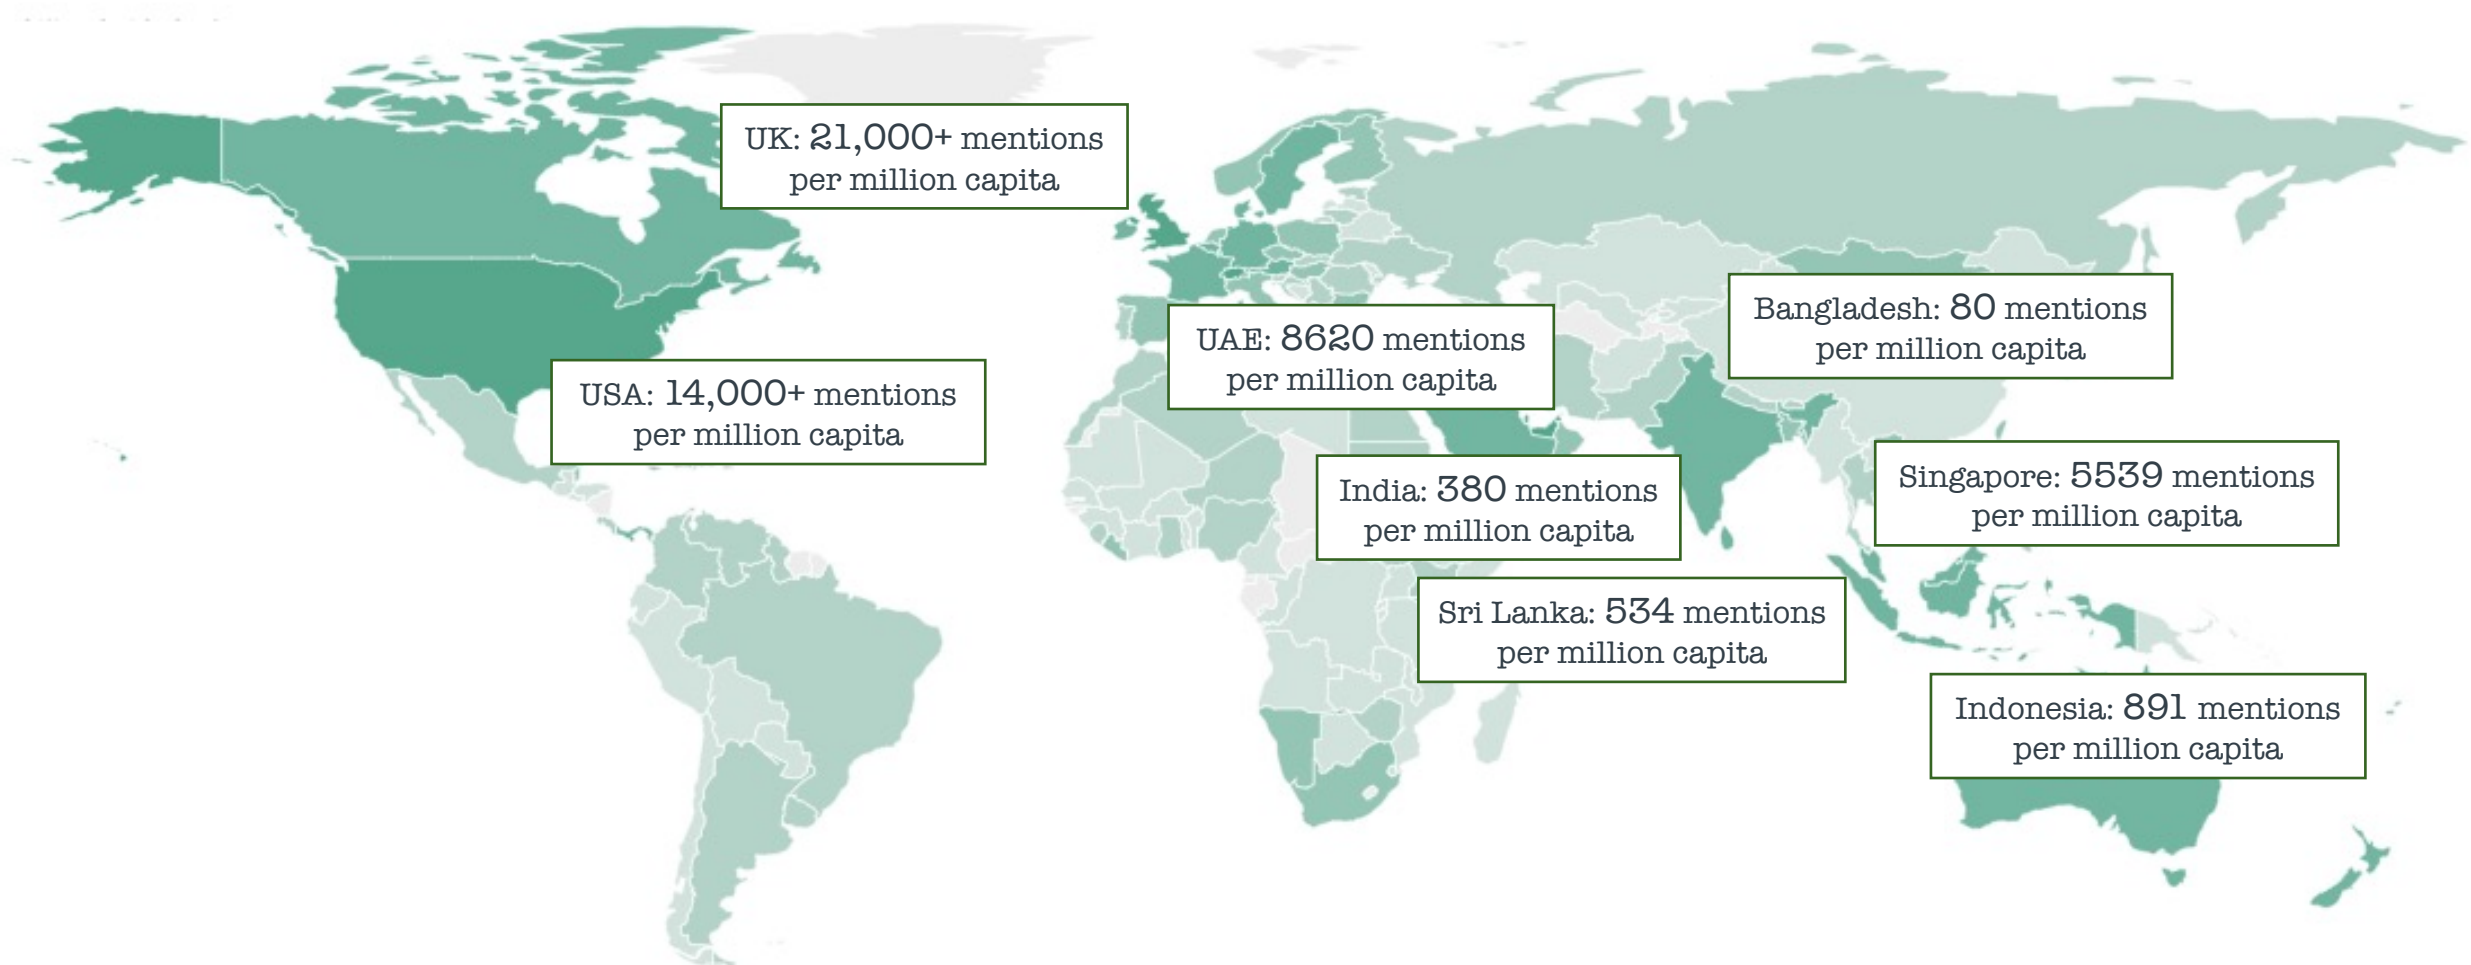 UK: 21,000+ mentions
per million capita
Bangladesh: 80 mentions
per million capita
UAE: 8620 mentions
per million capita
USA: 14,000+ mentions
per million capita
Singapore: 5539 mentions
per million capita
India: 380 mentions
per million capita
Sri Lanka: 534 mentions
per million capita
Indonesia: 891 mentions
per million capita